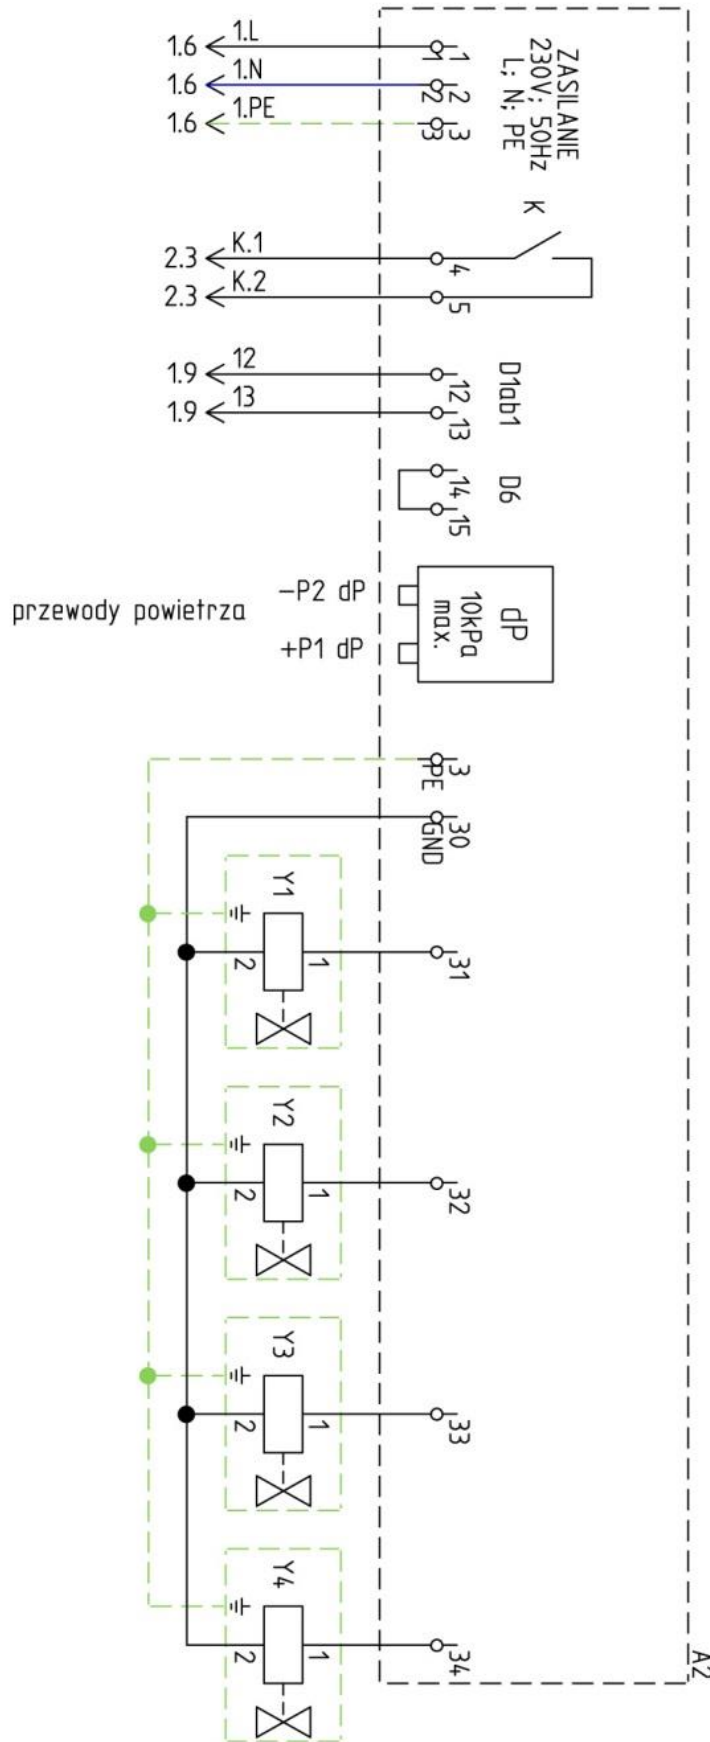 1.6
1.L
1
1
1.6
1.N
2
2
1.6
1.PE
3
3
ZASILANIE
230V; 50Hz
L; N; PE
K
2.3
K.1
4
2.3
K.2
5
1.9
12
12
1.9
13
13
D1ab1
14
15
D6
przewody powietrza
-P2 dP
+P1 dP
dP
10kPa
max.
3
PE
30
GND
Y1
2
1
31
Y2
2
1
32
Y3
2
1
33
Y4
2
1
34
A2